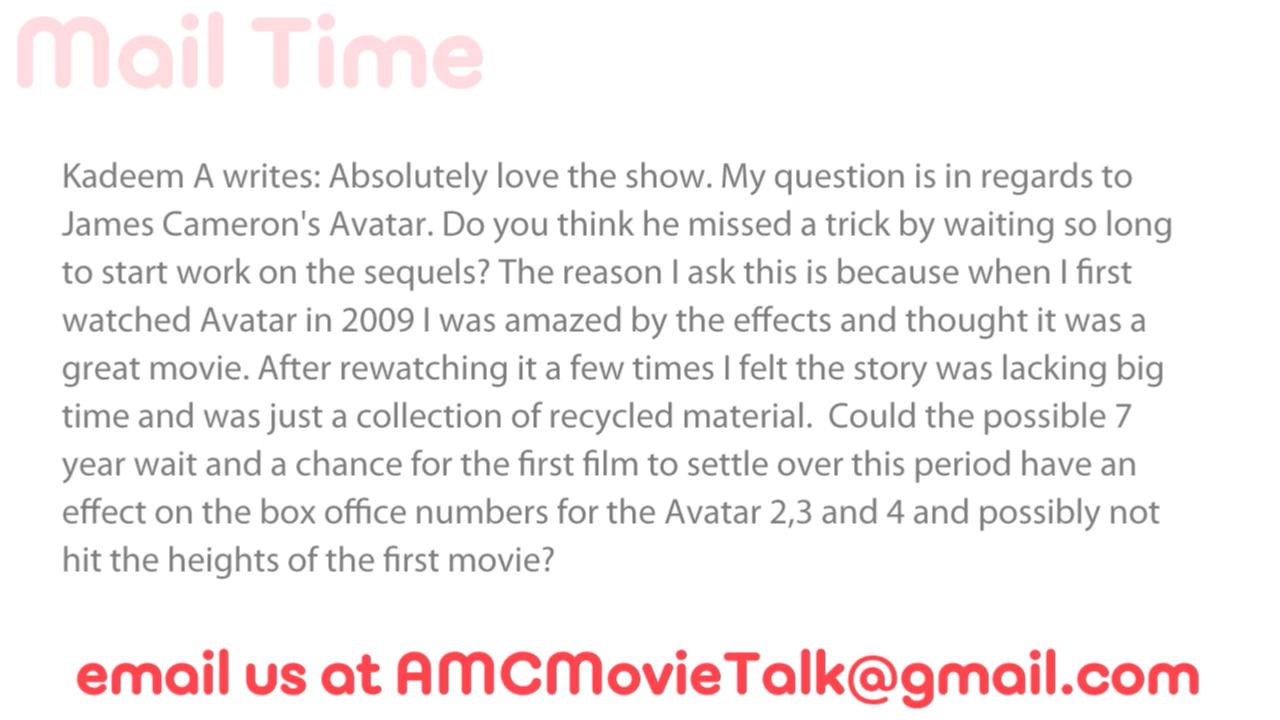 Mail Time
Kadeem A writes: Absolutely love the show. My question is in regards to
James Cameron's Avatar. Do you think he missed a trick by waiting so long
to start work on the sequels? The reason I ask this is because when I first
watched Avatar in 2009 I was amazed by the effects and thought it was a
great movie. After rewatching it a few times I felt the story was lacking big
time and was just a collection of recycled material.  Could the possible 7
year wait and a chance for the first film to settle over this period have an
effect on the box office numbers for the Avatar 2,3 and 4 and possibly not
hit the heights of the first movie?
email us at AMCMovieTalk@gmail.com